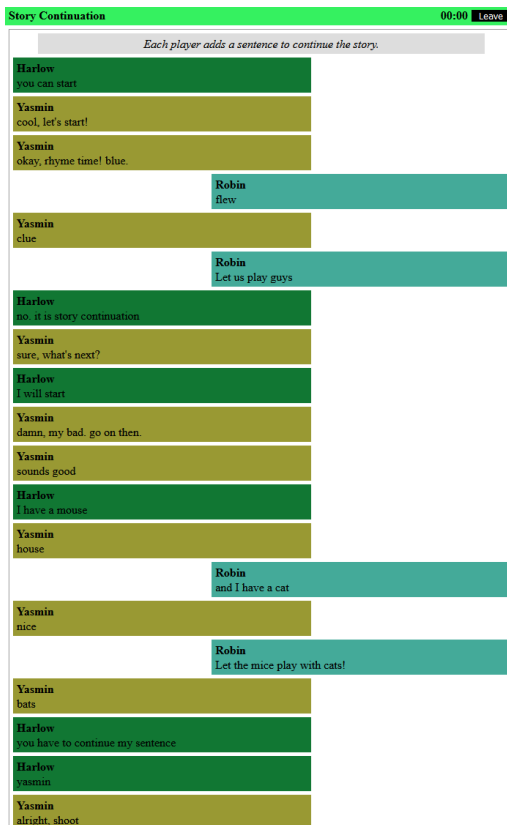 Story Continuation 00:00 Leave
Each player adds a sentence to continue the story.
Harlow
you can start
Yasmin
cool, let's start!
Yasmin
okay, rhyme time! blue.
Robin
flew
Yasmin
clue
Robin
Let us play guys
Harlow
no. it is story continuation
Yasmin
sure, what's next?
Harlow
I will start
Yasmin
damn, my bad. go on then.
Yasmin
sounds good
Harlow
I have a mouse
Yasmin
house
Robin
and I have a cat
Yasmin
nice
Robin
Let the mice play with cats!
Yasmin
bats
Harlow
you have to continue my sentence
Harlow
yasmin
Yasmin
alright, shoot